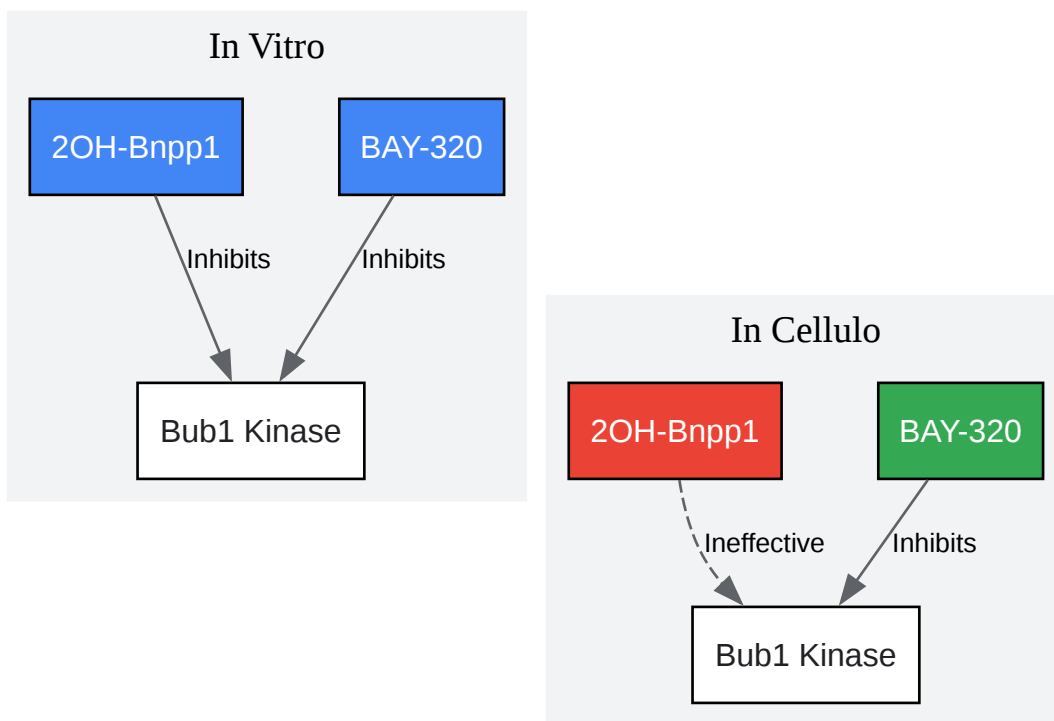 In Vitro
2OH-Bnpp1
BAY-320
Inhibits
Inhibits
Bub1 Kinase
In Cellulo
2OH-Bnpp1
BAY-320
Ineffective
Inhibits
Bub1 Kinase